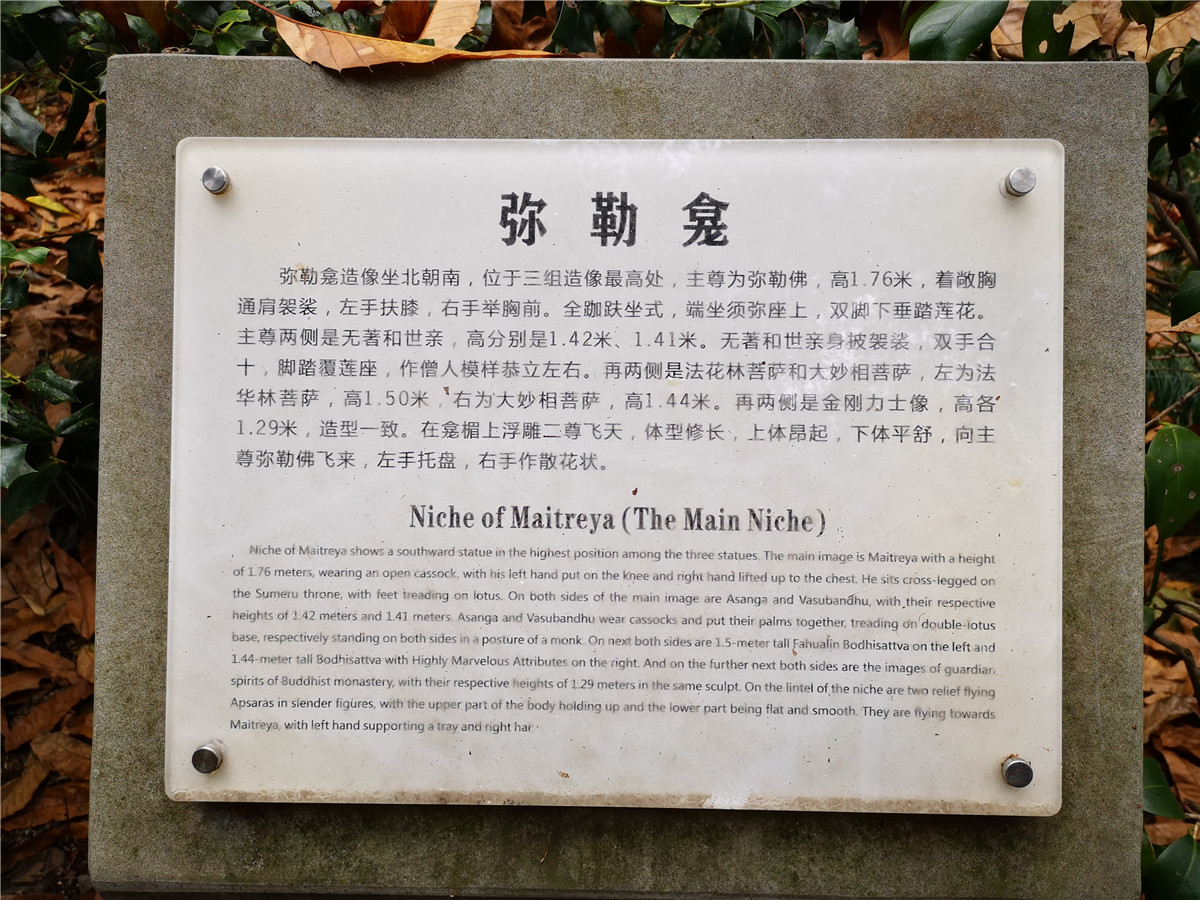 弥勒龛
弥勒龛造像坐北朝南，位于三组造像最高处，主尊为弥勒佛，高1.76米，着敞胸
通肩袈裟，左手扶膝，右手举胸前。全跏趺坐式，端坐须弥座上，双脚下垂踏莲花。
主尊两侧是无著和世亲，高分别是1.42米、1.41米。无著和世亲身披袈裟，双手合
十，脚踏覆莲座，作僧人模样恭立左右。再两侧是法花林菩萨和大妙相菩萨，左为法
华林菩萨，高1.50米，右为大妙相菩萨，高1.44米。再两侧是金刚力士像，高各
1.29米，造型一致。在龛楣上浮雕二尊飞天，体型修长，上体昂起，下体平舒，向主
尊弥勒佛飞来，左手托盘，右手作散花状。
Niche of Maitreya (The Main Niche)
Niche of Maitreya shows a southward statue in the highest position among the three statues. The main image is Maitreya with a height
of 1.76 meters, wearing an open cassock, with his left hand put on the knee and right hand lifted up to the chest. He sits cross-legged on
the Sumeru throne, with feet treading on lotus. On both sides of the main image are Asanga and Vasubandhu, with their respective
heights of 1.42 meters and 1.41 meters. Asanga and Vasubandhu wear cassocks and put their palms together, treading on double-lotus
base, respectively standing on both sides in a posture of a monk. On next both sides are 1.5-meter tall Fahualin Bodhisattva on the left and
1.44-meter tall Bodhisattva with Highly Marvelous Attributes on the right. And on the further next both sides are the images of guardian
spirits of Buddhist monastery, with their respective heights of 1.29 meters in the same sculpt. On the lintel of the niche are two relief flying
Apsaras in slender figures, with the upper part of the body holding up and the lower part being flat and smooth. They are flying towards
Maitreya, with left hand supporting a tray and right har